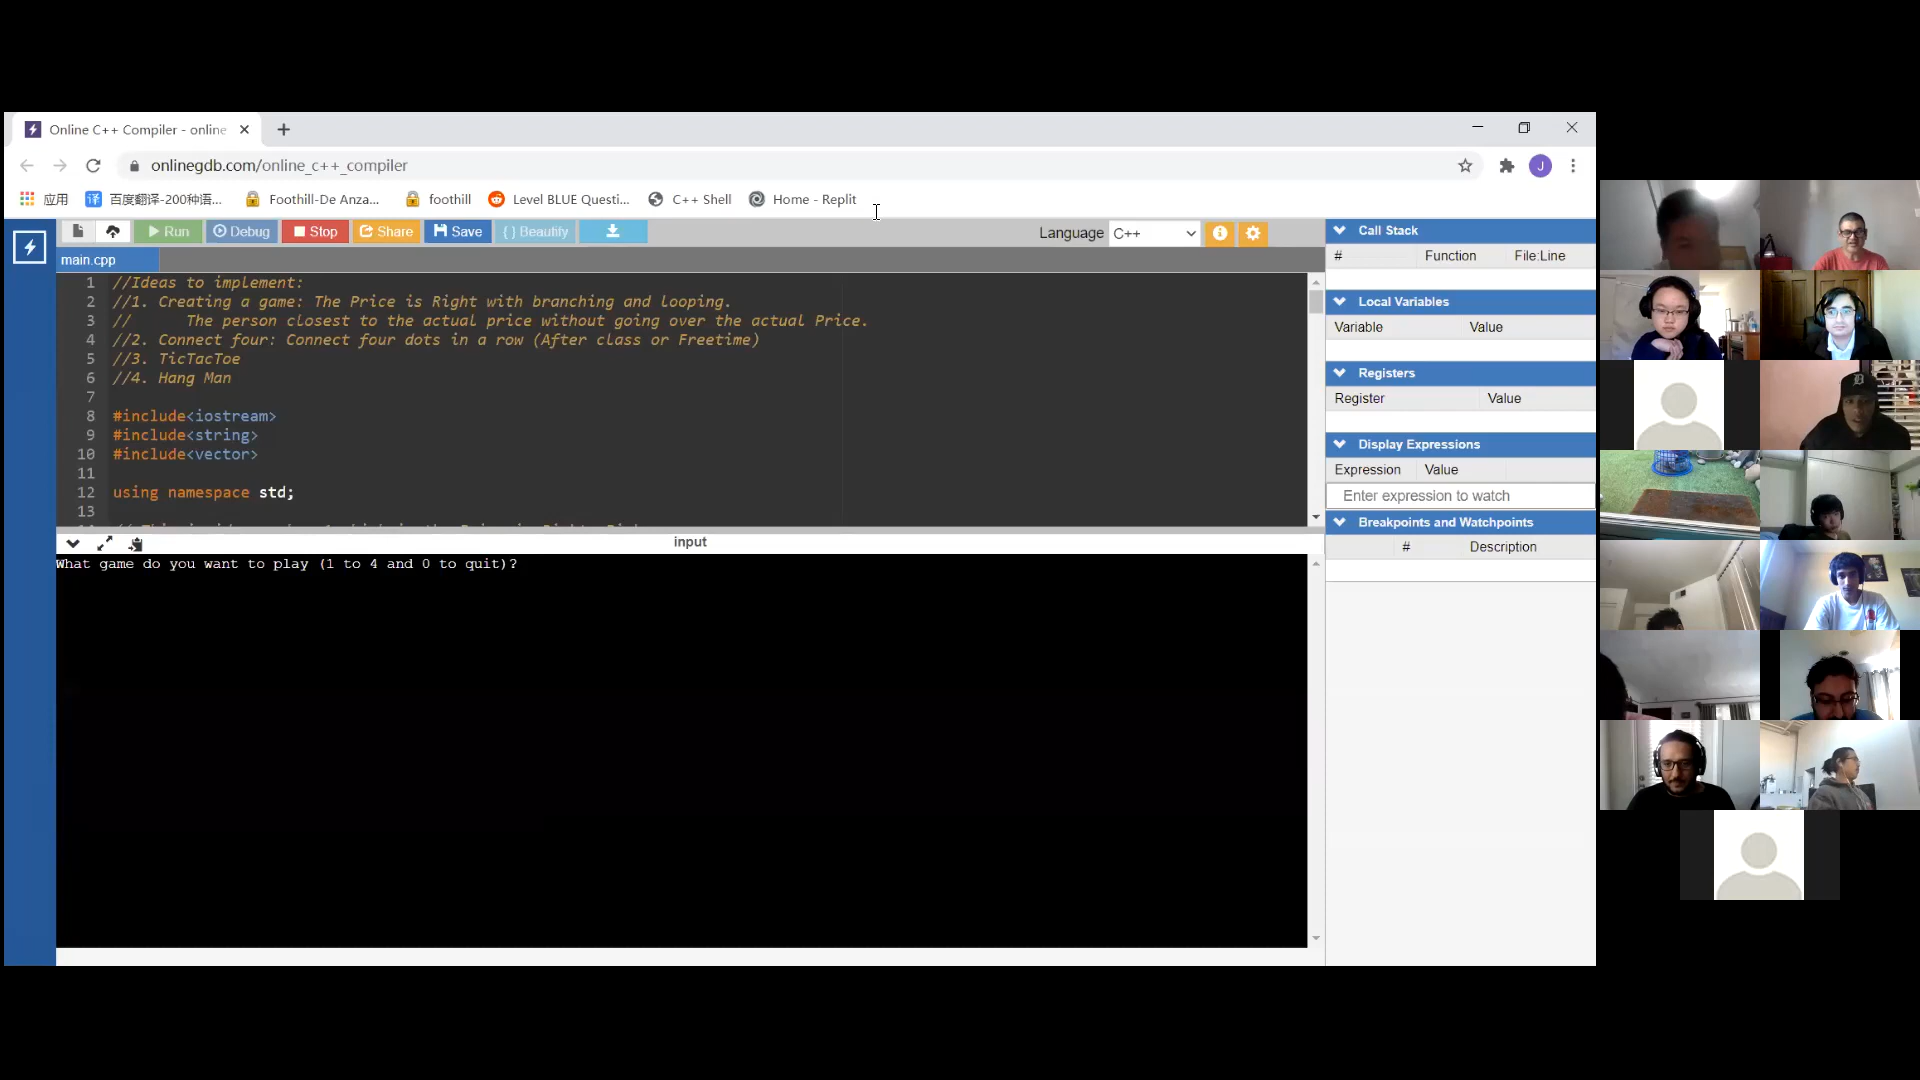 Online C++ Compiler - online
onlinegdb.com/online_c++_compiler
J
应用
译 百度翻译-200种语...
Foothill-De Anza...
foothill
Level BLUE Questi...
C++ Shell
Home - Replit
Run
Debug
Stop
Share
Save
{ } Beautify
Language C++
main.cpp
1 //Ideas to implement:
2 //1. Creating a game: The Price is Right with branching and looping.
3 // The person closest to the actual price without going over the actual Price.
4 //2. Connect four: Connect four dots in a row (After class or Freetime)
5 //3. TicTacToe
6 //4. Hang Man
7
8 #include<iostream>
9 #include<string>
10 #include<vector>
11
12 using namespace std;
13
input
What game do you want to play (1 to 4 and 0 to quit)?
Call Stack
# Function File:Line
Local Variables
Variable Value
Registers
Register Value
Display Expressions
Expression Value
Enter expression to watch
Breakpoints and Watchpoints
# Description